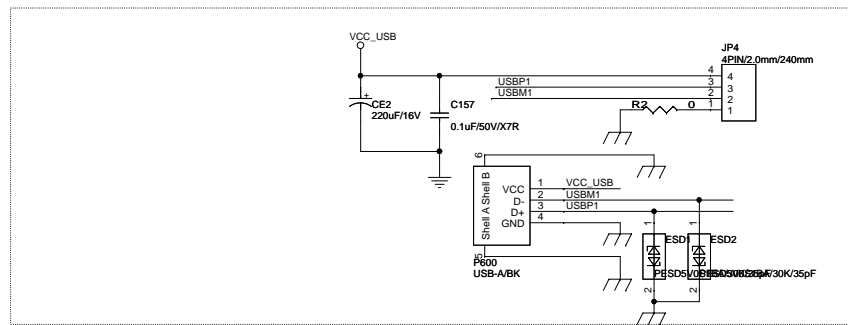 VCC_USB
JP4
4PIN/2.0mm/240mm
4 4
USBP1 3 3
USBM1 2 2
R2 0 1 1
CE2
220uF/16V
C157
0.1uF/50V/X7R
6
Shell A Shell B
5
VCC 1 VCC_USB
D- 2 USBM1
D+ 3 USBP1
GND 4
P600
USB-A/BK
1 ESD1 1 ESD2
2 2